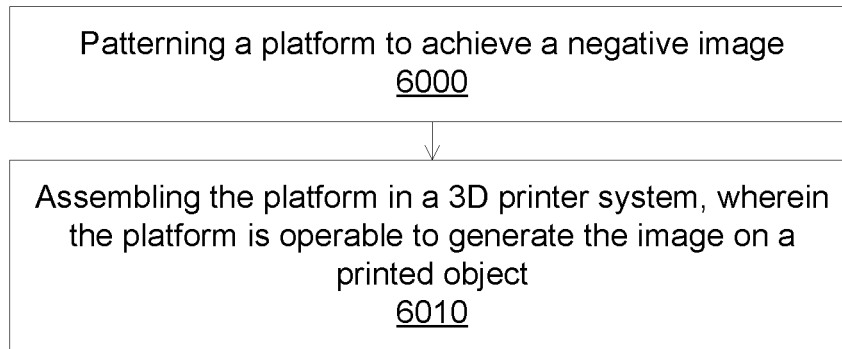 Patterning a platform to achieve a negative image
6000
Assembling the platform in a 3D printer system, wherein
the platform is operable to generate the image on a
printed object
6010